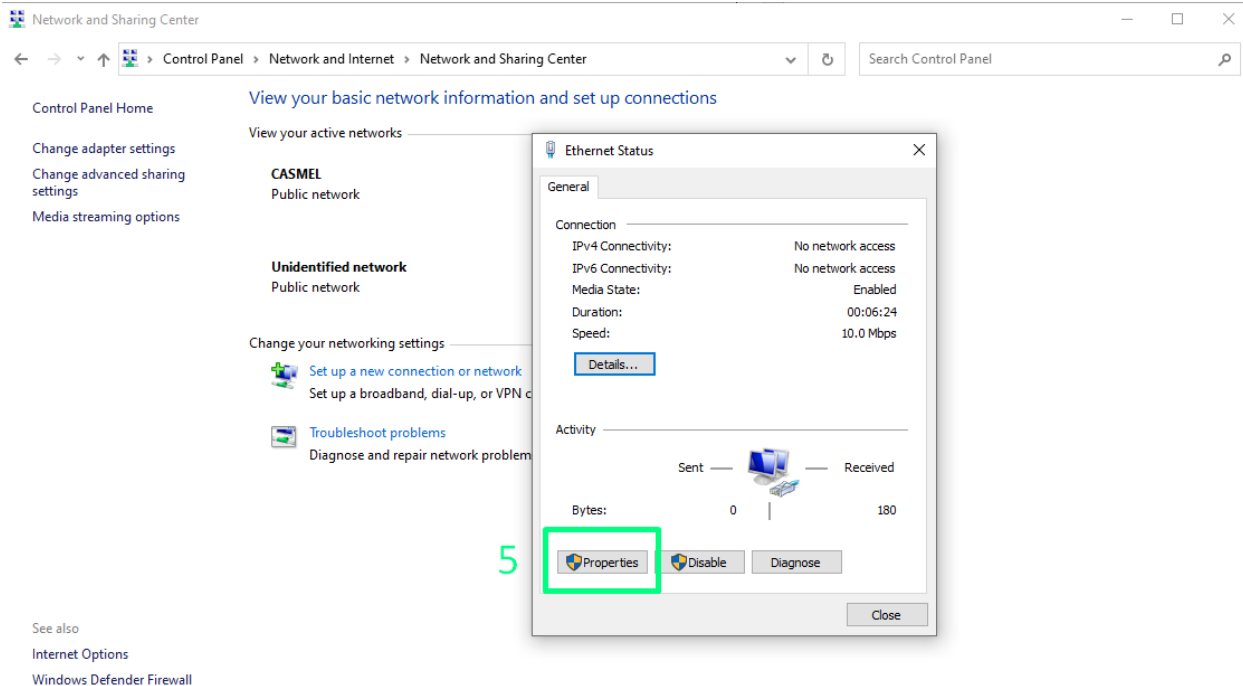 Network and Sharing Center
Control Panel > Network and Internet > Network and Sharing Center
Search Control Panel
Control Panel Home
Change adapter settings
Change advanced sharing
settings
Media streaming options
View your basic network information and set up connections
View your active networks
CASMEL
Public network
Unidentified network
Public network
Change your networking settings
Set up a new connection or network
Set up a broadband, dial-up, or VPN c
Troubleshoot problems
Diagnose and repair network problem
Ethernet Status
General
Connection
IPv4 Connectivity: No network access
IPv6 Connectivity: No network access
Media State: Enabled
Duration: 00:06:24
Speed: 10.0 Mbps
Details...
Activity
Sent — — Received
Bytes: 0 | 180
5
Properties Disable Diagnose
Close
See also
Internet Options
Windows Defender Firewall